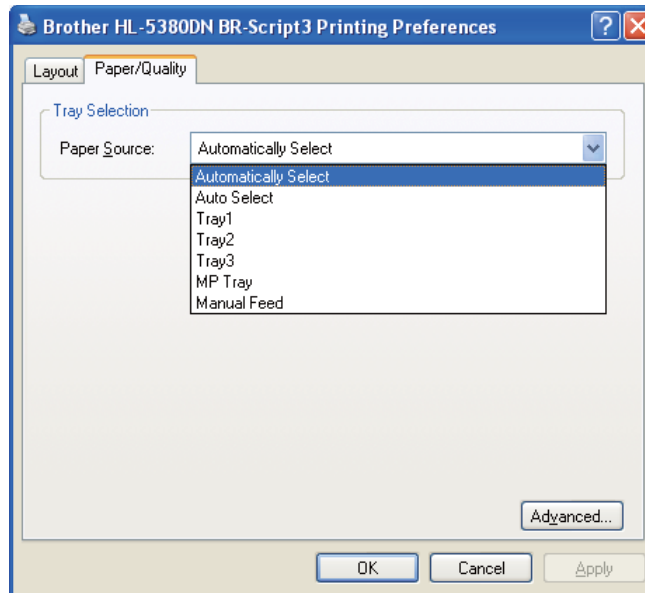 Brother HL-5380DN BR-Script3 Printing Preferences
Layout Paper/Quality
Tray Selection
Paper Source: Automatically Select
Automatically Select
Auto Select
Tray1
Tray2
Tray3
MP Tray
Manual Feed
Advanced...
OK Cancel Apply